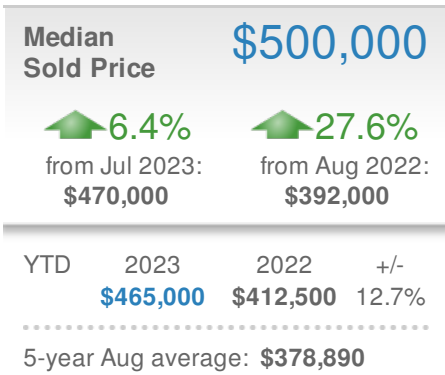 Median
Sold Price
$500,000
6.4%
from Jul 2023:
$470,000
27.6%
from Aug 2022:
$392,000
YTD 2023 2022 +/-
$465,000 $412,500 12.7%
5-year Aug average: $378,890